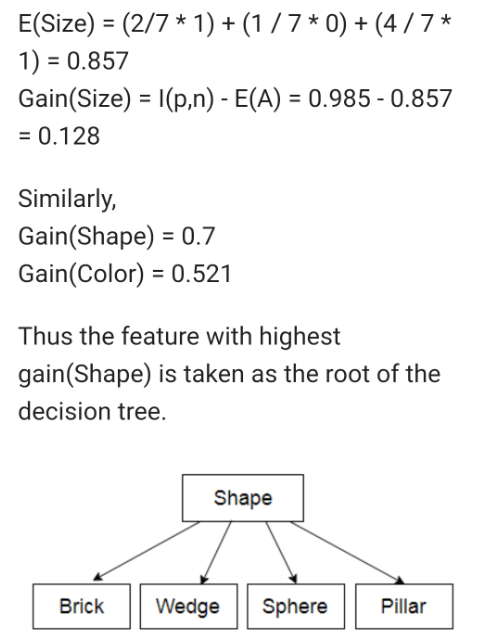 E(Size) = (2/7 * 1) + (1 / 7 * 0) + (4 / 7 *
1) = 0.857
Gain(Size) = I(p,n) - E(A) = 0.985 - 0.857
= 0.128
Similarly,
Gain(Shape) = 0.7
Gain(Color) = 0.521
Thus the feature with highest
gain(Shape) is taken as the root of the
decision tree.
Shape
Brick
Wedge
Sphere
Pillar